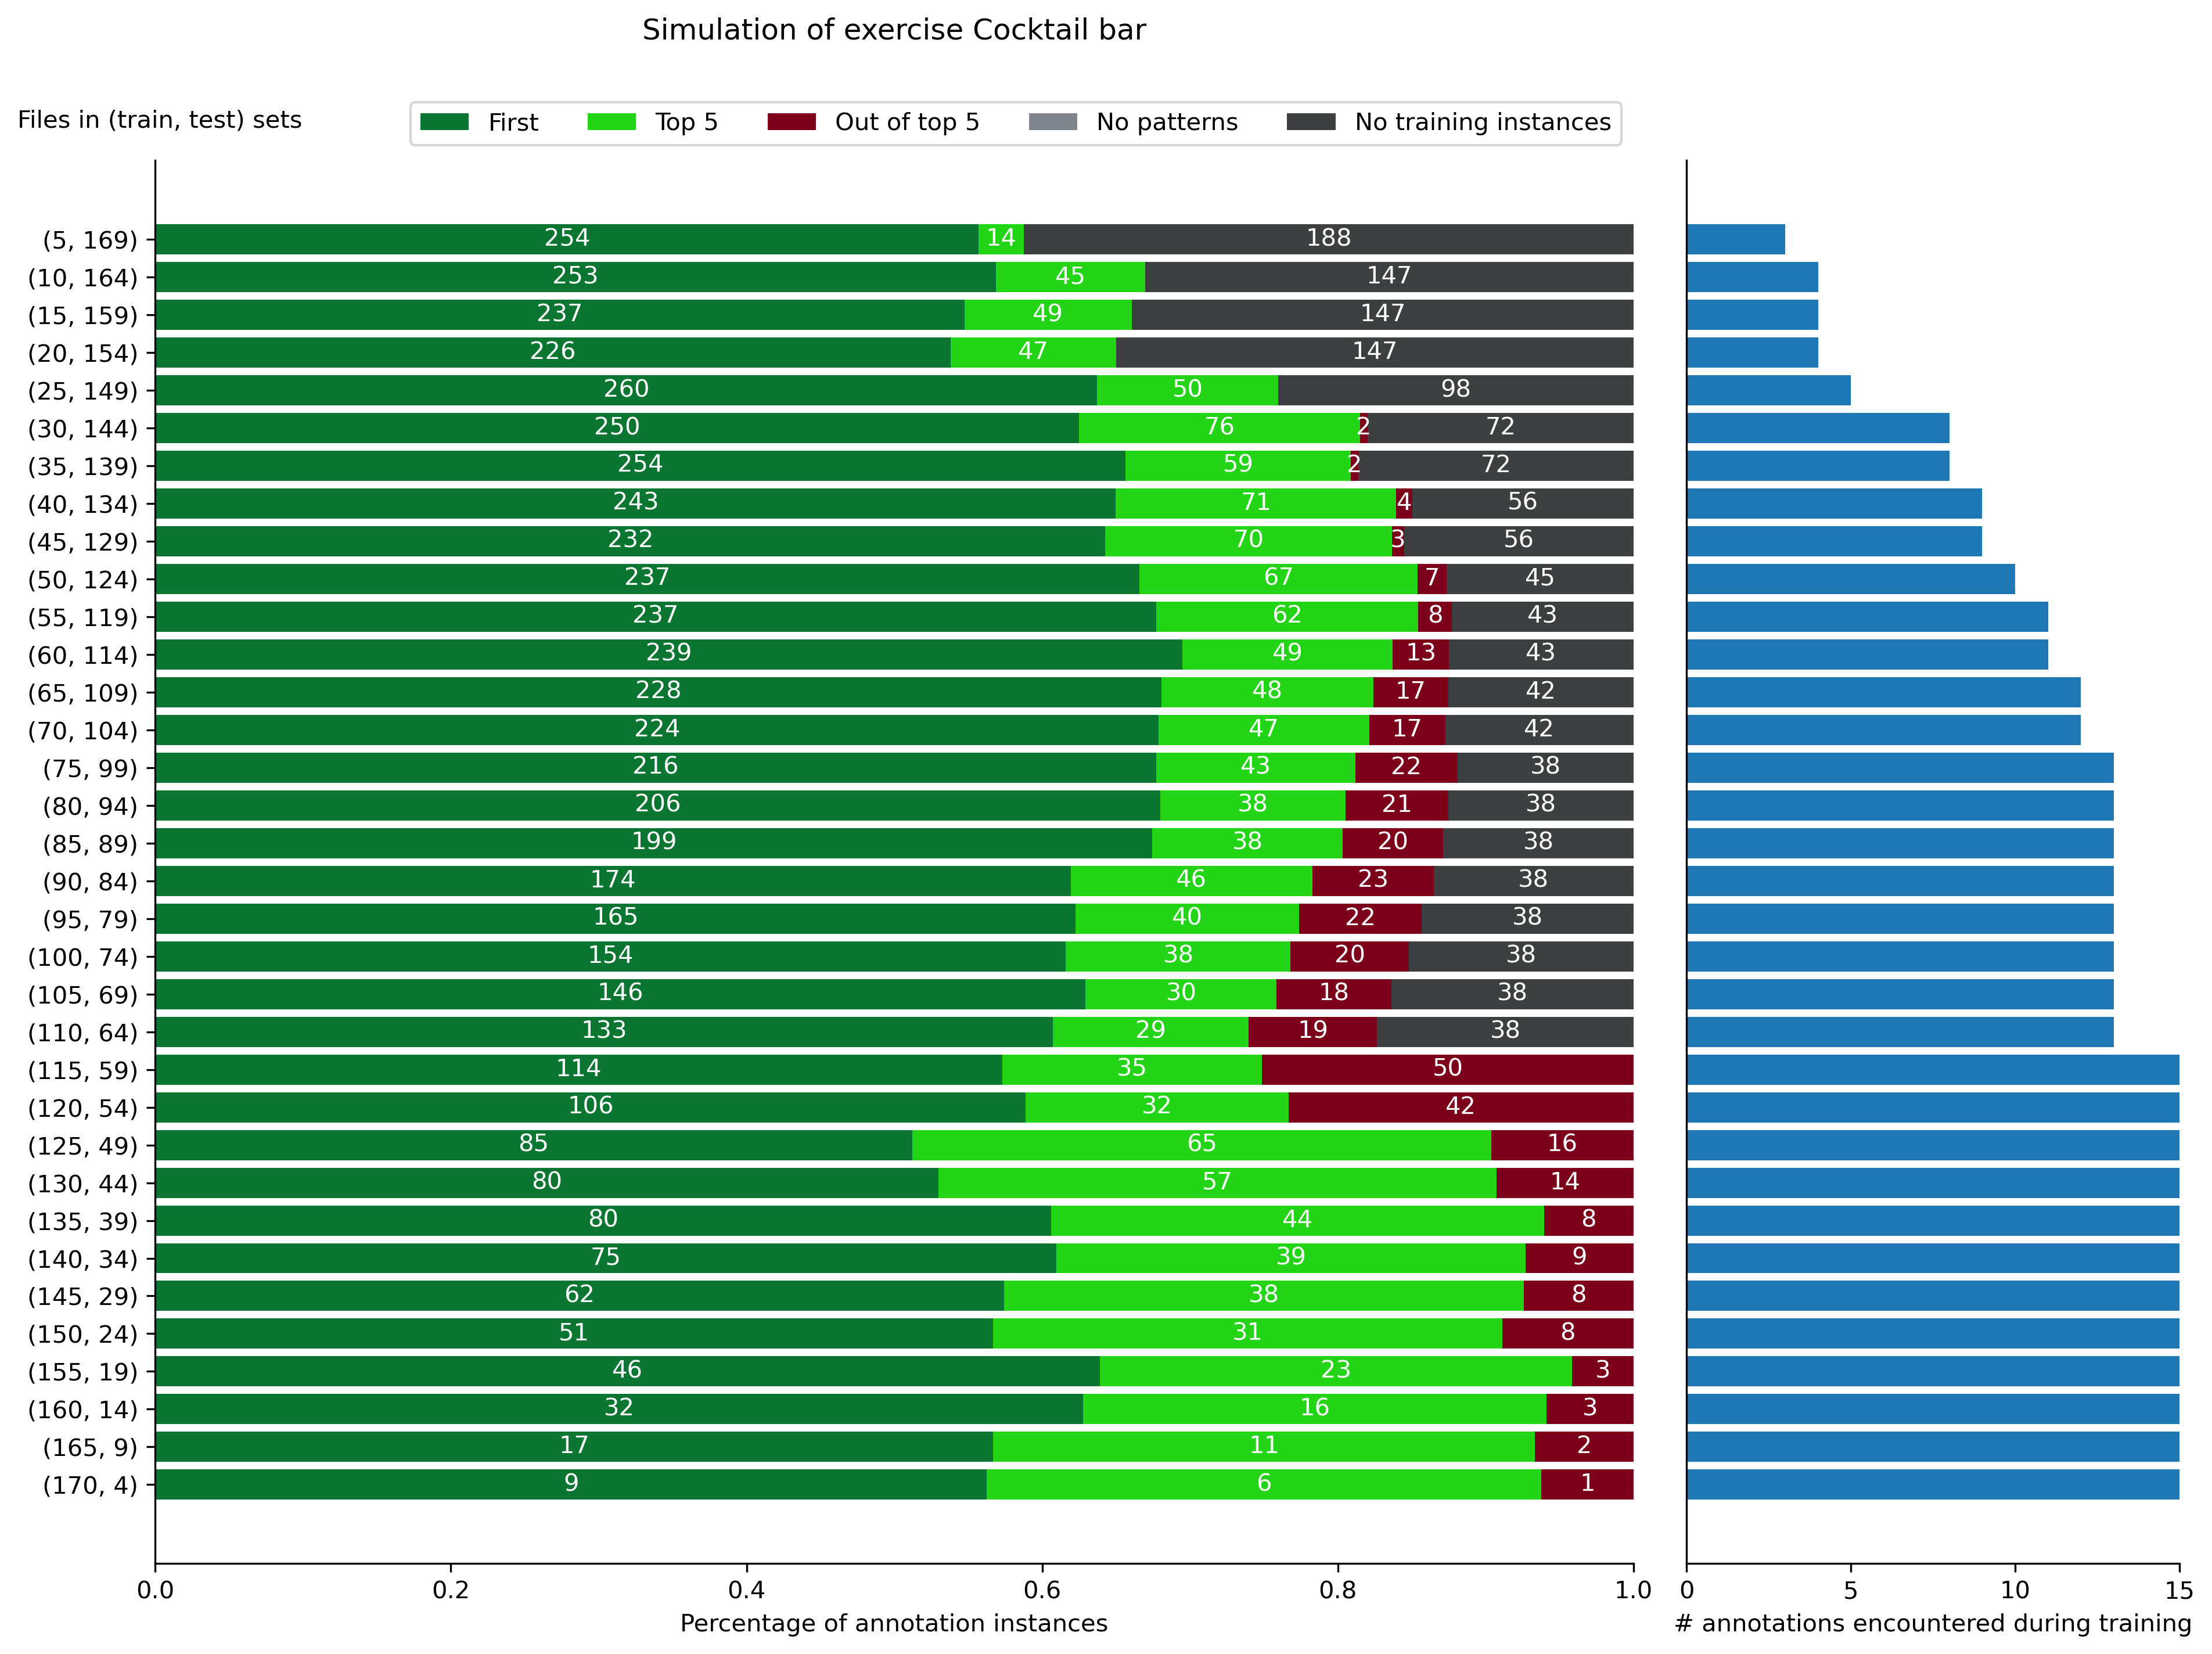 Simulation of exercise Cocktail bar
Files in (train, test) sets
First Top 5 Out of top 5 No patterns No training instances
(5, 169) 254 14 188
(10, 164) 253 45 147
(15, 159) 237 49 147
(20, 154) 226 47 147
(25, 149) 260 50 98
(30, 144) 250 76 2 72
(35, 139) 254 59 2 72
(40, 134) 243 71 4 56
(45, 129) 232 70 3 56
(50, 124) 237 67 7 45
(55, 119) 237 62 8 43
(60, 114) 239 49 13 43
(65, 109) 228 48 17 42
(70, 104) 224 47 17 42
(75, 99) 216 43 22 38
(80, 94) 206 38 21 38
(85, 89) 199 38 20 38
(90, 84) 174 46 23 38
(95, 79) 165 40 22 38
(100, 74) 154 38 20 38
(105, 69) 146 30 18 38
(110, 64) 133 29 19 38
(115, 59) 114 35 50
(120, 54) 106 32 42
(125, 49) 85 65 16
(130, 44) 80 57 14
(135, 39) 80 44 8
(140, 34) 75 39 9
(145, 29) 62 38 8
(150, 24) 51 31 8
(155, 19) 46 23 3
(160, 14) 32 16 3
(165, 9) 17 11 2
(170, 4) 9 6 1
0.0 0.2 0.4 0.6 0.8 1.0 0 5 10 15
Percentage of annotation instances # annotations encountered during training